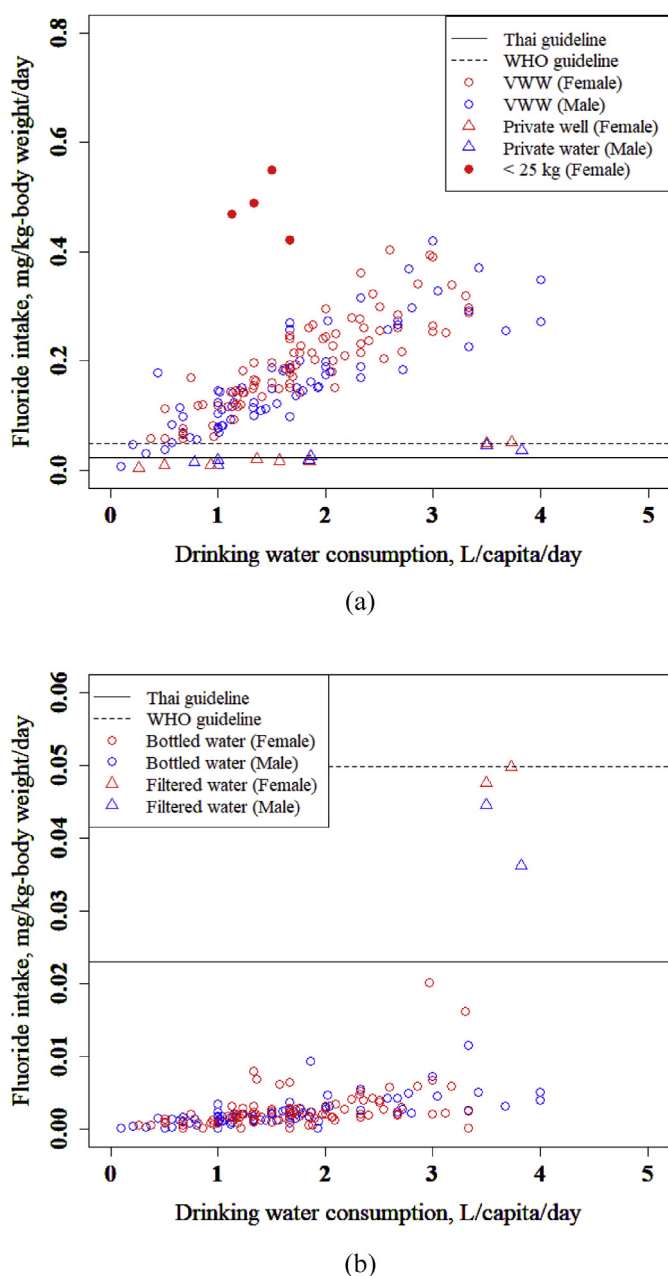 0.8
0.6
0.4
0.2
0.0
Fluoride intake, mg/kg-body weight/day
Thai guideline
WHO guideline
VWW (Female)
VWW (Male)
Private well (Female)
Private water (Male)
< 25 kg (Female)
0 1 2 3 4 5
Drinking water consumption, L/capita/day
(a)
0.06
0.05
0.04
0.03
0.02
0.01
0.00
Fluoride intake, mg/kg-body weight/day
Thai guideline
WHO guideline
Bottled water (Female)
Bottled water (Male)
Filtered water (Female)
Filtered water (Male)
0 1 2 3 4 5
Drinking water consumption, L/capita/day
(b)